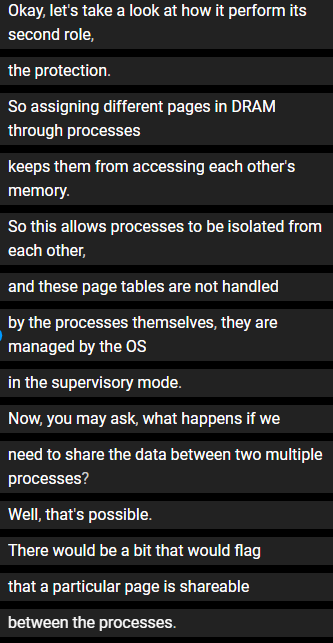 Okay, let's take a look at how it perform its
second role,
the protection.
So assigning different pages in DRAM
through processes
keeps them from accessing each other's
memory.
So this allows processes to be isolated from
each other,
and these page tables are not handled
by the processes themselves, they are
managed by the OS
in the supervisory mode.
Now, you may ask, what happens if we
need to share the data between two multiple
processes?
Well, that's possible.
There would be a bit that would flag
that a particular page is shareable
between the processes.